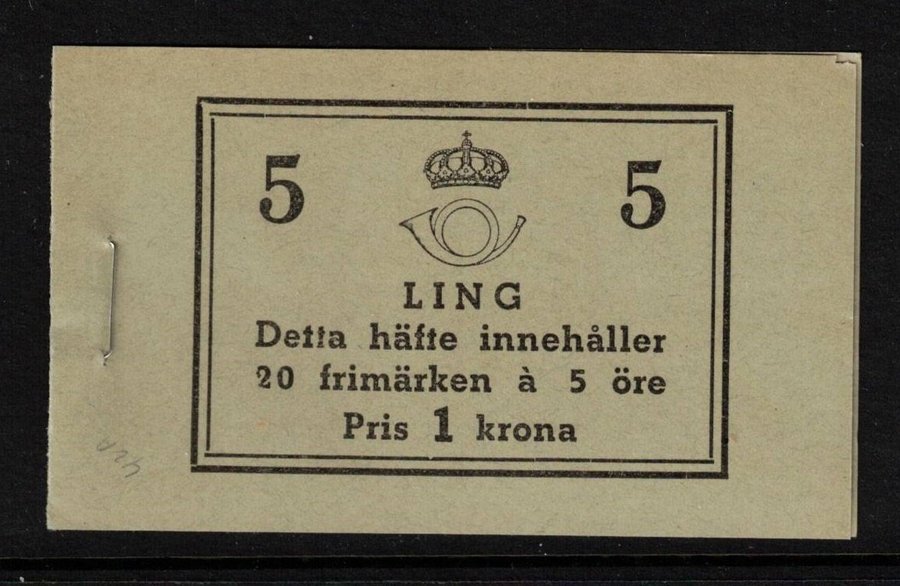 5 5
LING
Detta häfte innehåller
20 frimärken à 5 öre
Pris 1 krona